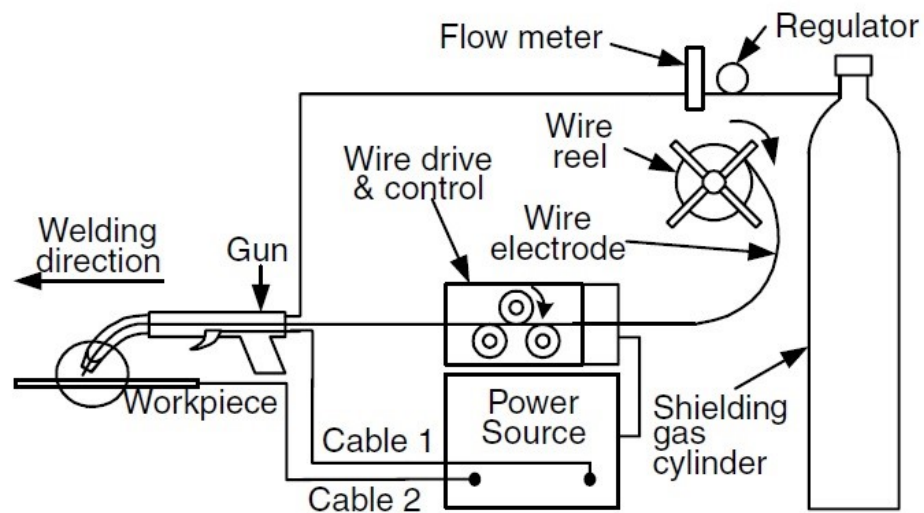 Flow meter
Regulator
Wire
reel
Wire drive
& control
Wire
electrode
Welding
direction
Gun
Workpiece
Power
Source
Cable 1
Cable 2
Shielding
gas
cylinder